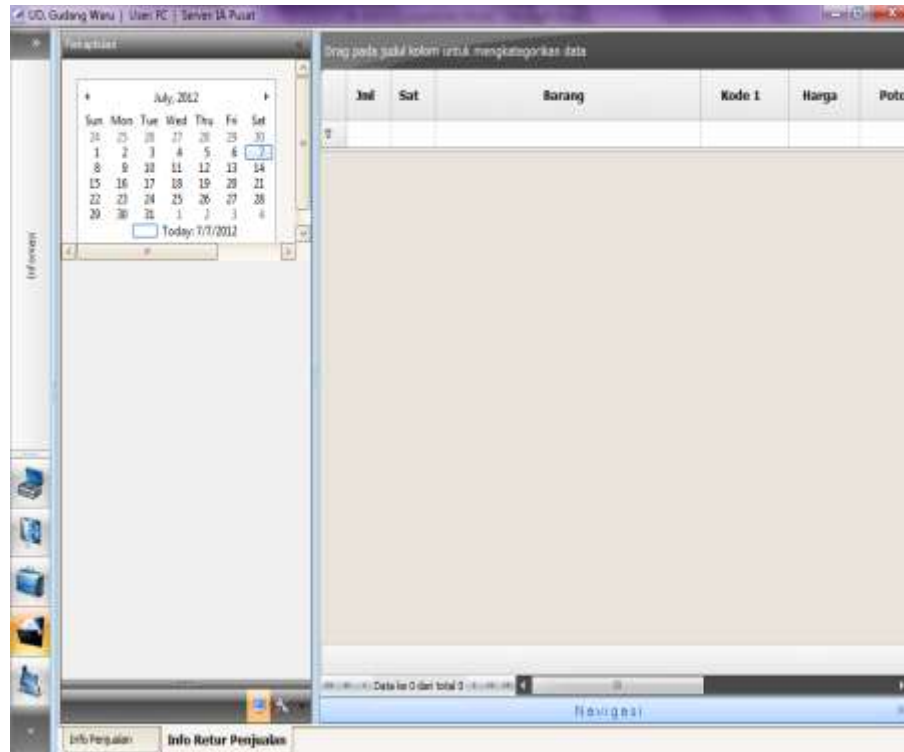 UD. Gudang Waru | User: PC | Server IA Pusat
Drag pada judul kolom untuk mengkategorikan data
Jml Sat Barang Kode 1 Harga Poto
July, 2012
Sun Mon Tue Wed Thu Fri Sat
24 25 26 27 28 29 30
1 2 3 4 5 6 7
8 9 10 11 12 13 14
15 16 17 18 19 20 21
22 23 24 25 26 27 28
29 30 31 1 2 3 4
Today: 7/7/2012
Data ke 0 dari total 0
Navigasi
Info Penjualan
Info Retur Penjualan